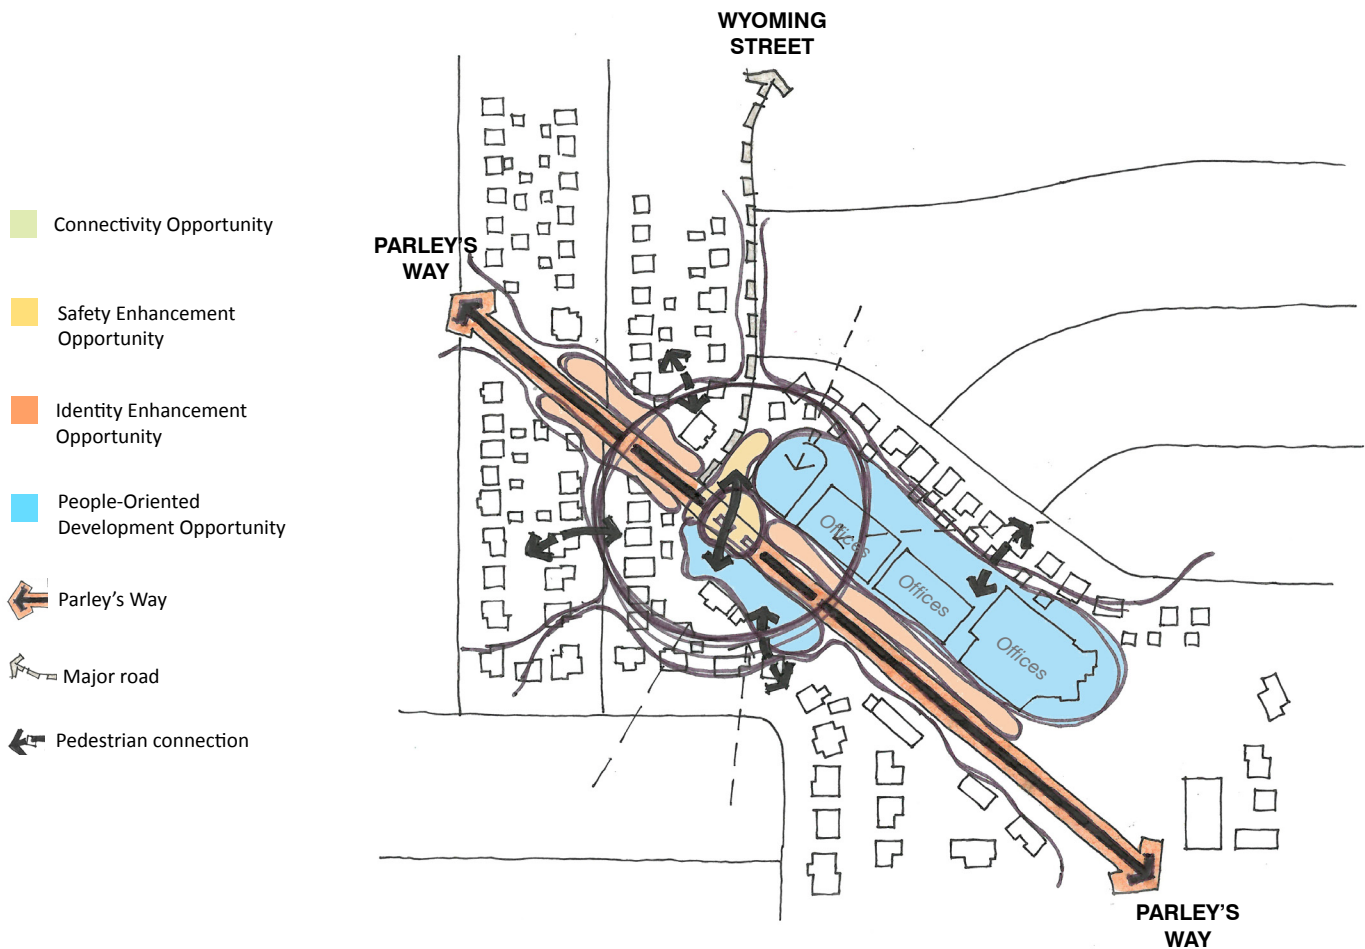 WYOMING
STREET
Connectivity Opportunity
PARLEY'S
WAY
Safety Enhancement
Opportunity
Identity Enhancement
Opportunity
People-Oriented
Development Opportunity
Parley's Way
Major road
Pedestrian connection
Offices
Offices
Offices
PARLEY'S
WAY